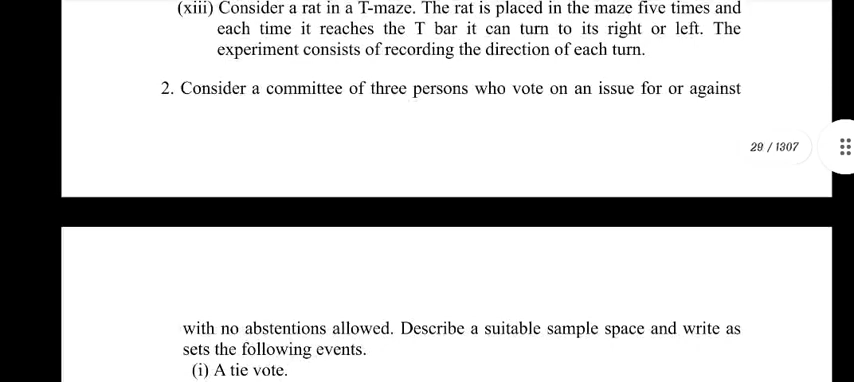 (xiii) Consider a rat in a T-maze. The rat is placed in the maze five times and
each time it reaches the T bar it can turn to its right or left. The
experiment consists of recording the direction of each turn.
2. Consider a committee of three persons who vote on an issue for or against
29 / 1307
with no abstentions allowed. Describe a suitable sample space and write as
sets the following events.
(i) A tie vote.